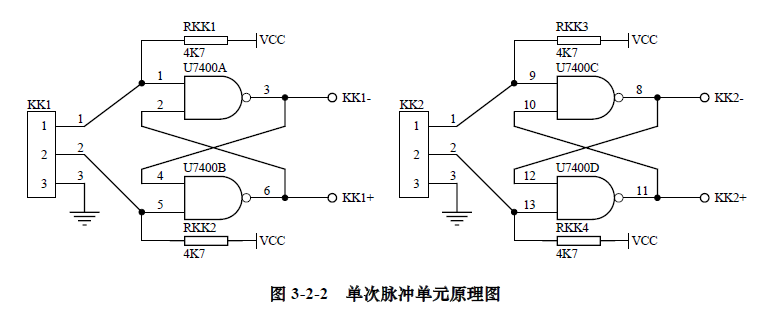 RKK1
VCC
4K7
U7400A
1
3
KK1-
2
KK1
1
1
2
2
3
3
U7400B
4
6
KK1+
5
RKK2
VCC
4K7
RKK3
VCC
4K7
U7400C
9
8
KK2-
10
KK2
1
1
2
2
3
3
U7400D
12
11
KK2+
13
RKK4
VCC
4K7
图 3-2-2 单次脉冲单元原理图